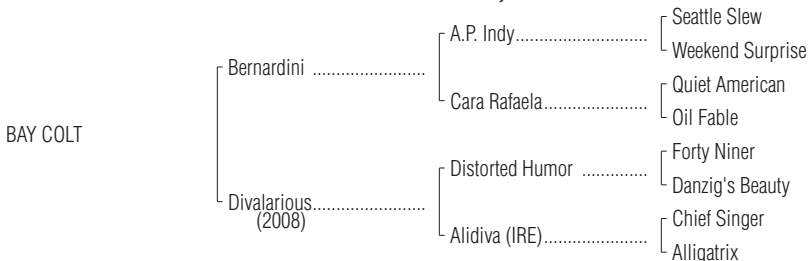 Seattle Slew
A.P. Indy
Weekend Surprise
Bernardini
Quiet American
Cara Rafaela
Oil Fable
BAY COLT
Forty Niner
Distorted Humor
Danzig's Beauty
Divalarious
(2008)
Chief Singer
Alidiva (IRE)
Alligatrix